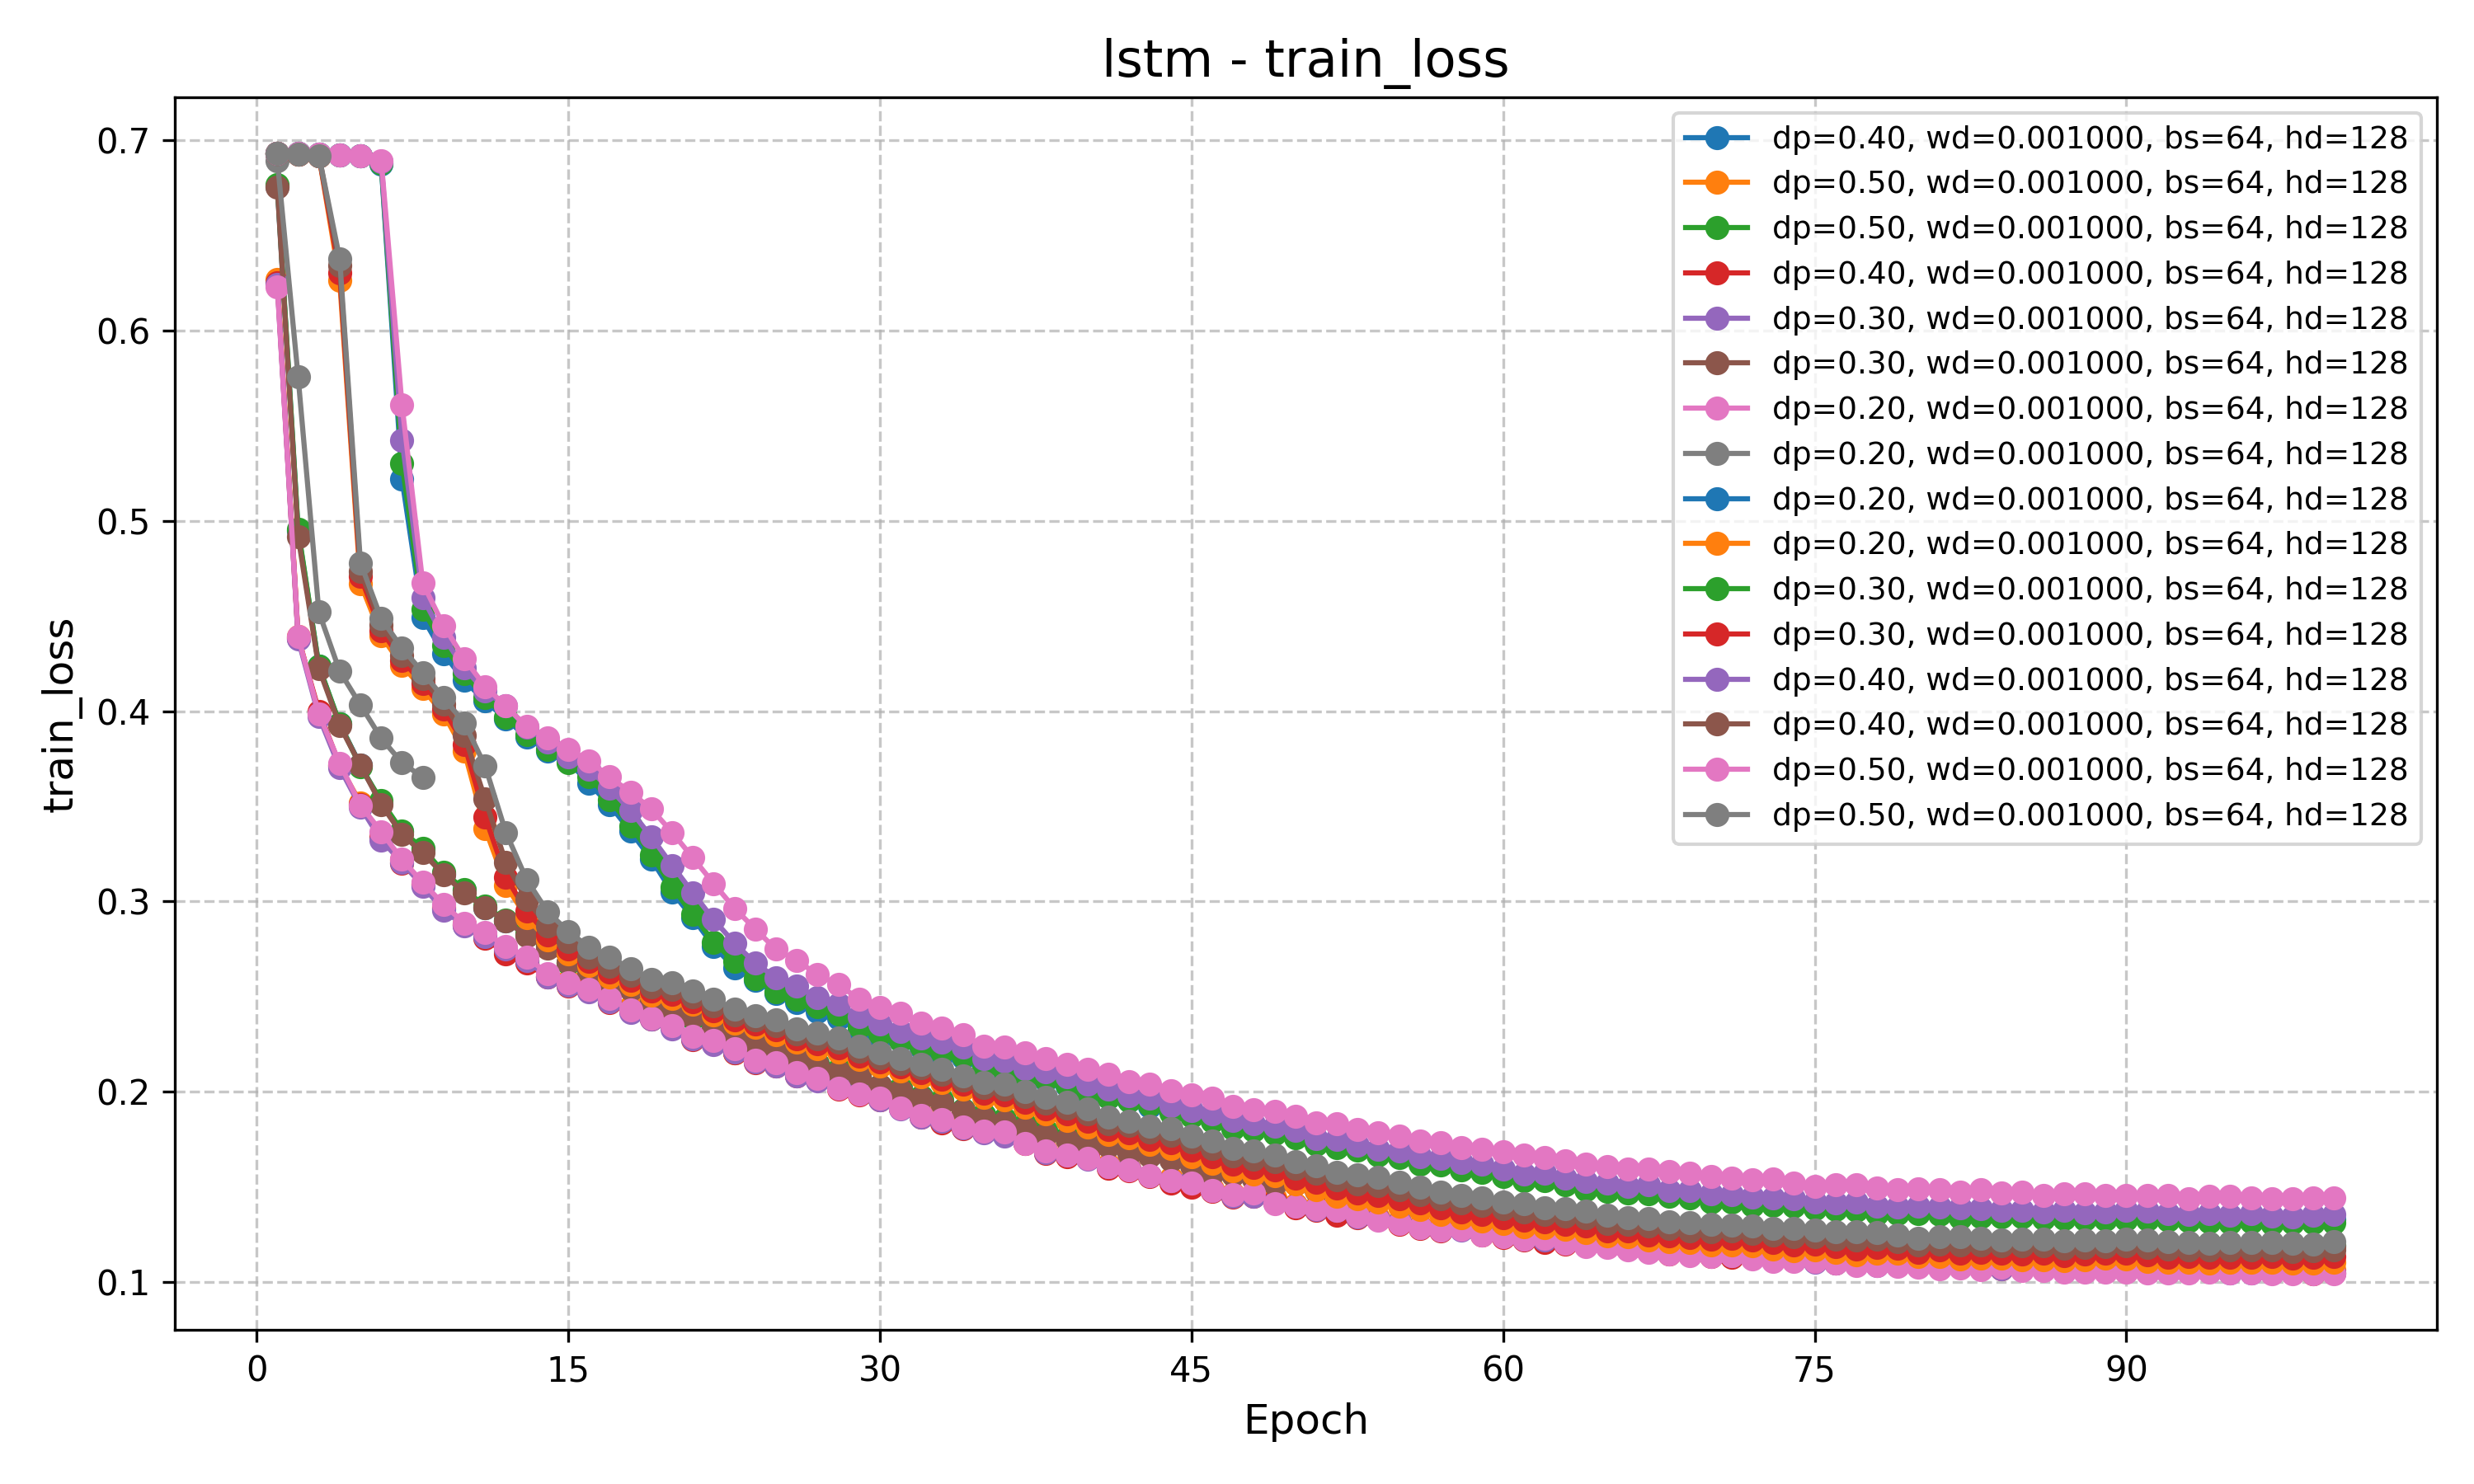 lstm - train_loss
0.7
0.6
0.5
0.4
0.3
0.2
0.1
train_loss
dp=0.40, wd=0.001000, bs=64, hd=128
dp=0.50, wd=0.001000, bs=64, hd=128
dp=0.50, wd=0.001000, bs=64, hd=128
dp=0.40, wd=0.001000, bs=64, hd=128
dp=0.30, wd=0.001000, bs=64, hd=128
dp=0.30, wd=0.001000, bs=64, hd=128
dp=0.20, wd=0.001000, bs=64, hd=128
dp=0.20, wd=0.001000, bs=64, hd=128
dp=0.20, wd=0.001000, bs=64, hd=128
dp=0.20, wd=0.001000, bs=64, hd=128
dp=0.30, wd=0.001000, bs=64, hd=128
dp=0.30, wd=0.001000, bs=64, hd=128
dp=0.40, wd=0.001000, bs=64, hd=128
dp=0.40, wd=0.001000, bs=64, hd=128
dp=0.50, wd=0.001000, bs=64, hd=128
dp=0.50, wd=0.001000, bs=64, hd=128
0 15 30 45 60 75 90
Epoch